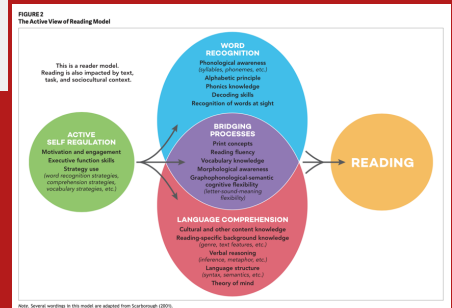 FIGURE 2
The Active View of Reading Model
This is a reader model.
Reading is also impacted by text,
task, and sociocultural context.
WORD
RECOGNITION
Phonological awareness
(syllables, phonemes, etc.)
Alphabetic principle
Phonics knowledge
Decoding skills
Recognition of words at sight
ACTIVE
SELF REGULATION
Motivation and engagement
Executive function skills
Strategy use
(word recognition strategies,
comprehension strategies,
vocabulary strategies, etc.)
BRIDGING
PROCESSES
Print concepts
Reading fluency
Vocabulary knowledge
Morphological awareness
Graphophonological-semantic
cognitive flexibility
(letter-sound-meaning
flexibility)
READING
LANGUAGE COMPREHENSION
Cultural and other content knowledge
Reading-specific background knowledge
(genre, text features, etc.)
Verbal reasoning
(inference, metaphor, etc.)
Language structure
(syntax, semantics, etc.)
Theory of mind
Note. Several wordings in this model are adapted from Scarborough (2001).